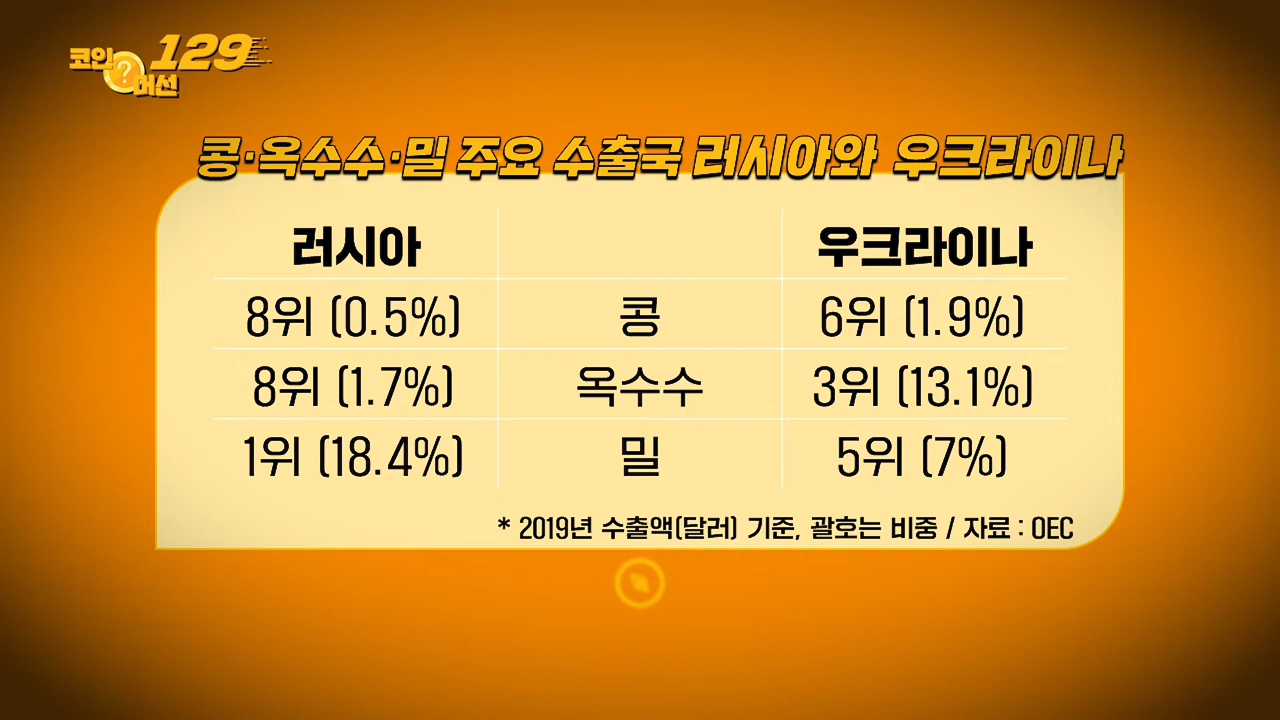 코인 129
?
머선
콩·옥수수·밀 주요 수출국 러시아와 우크라이나
러시아 우크라이나
8위 (0.5%) 콩 6위 (1.9%)
8위 (1.7%) 옥수수 3위 (13.1%)
1위 (18.4%) 밀 5위 (7%)
* 2019년 수출액(달러) 기준, 괄호는 비중 / 자료 : OEC